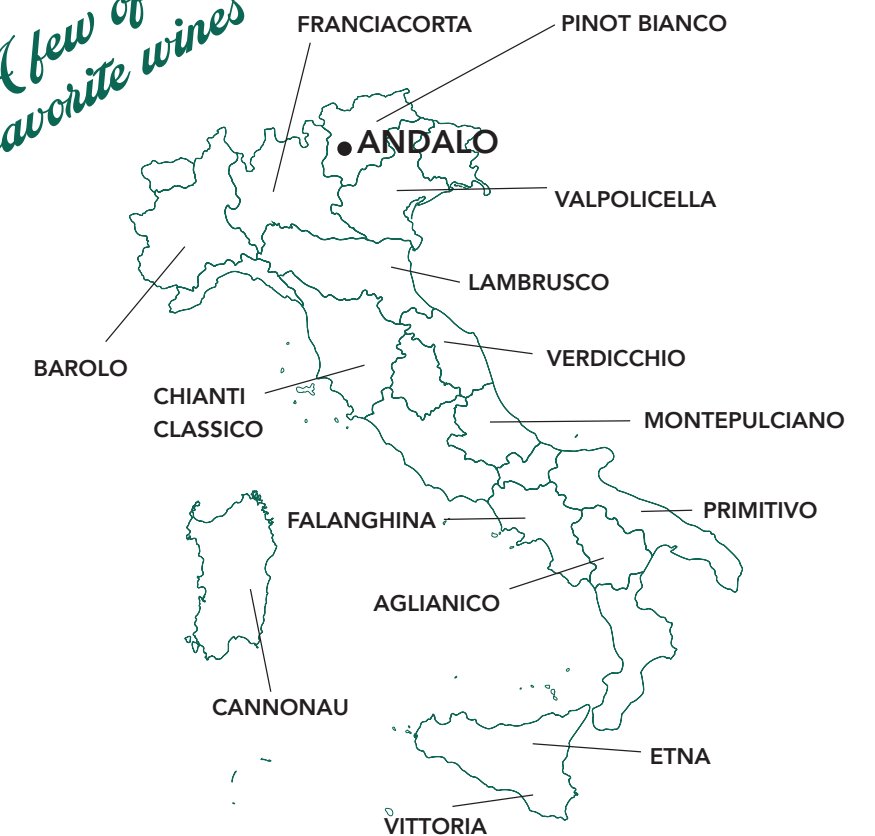 A few of
avorite wines
FRANCIACORTA
PINOT BIANCO
ANDALO
VALPOLICELLA
LAMBRUSCO
BAROLO
VERDICCHIO
CHIANTI
CLASSICO
MONTEPULCIANO
FALANGHINA
PRIMITIVO
AGLIANICO
CANNONAU
ETNA
VITTORIA